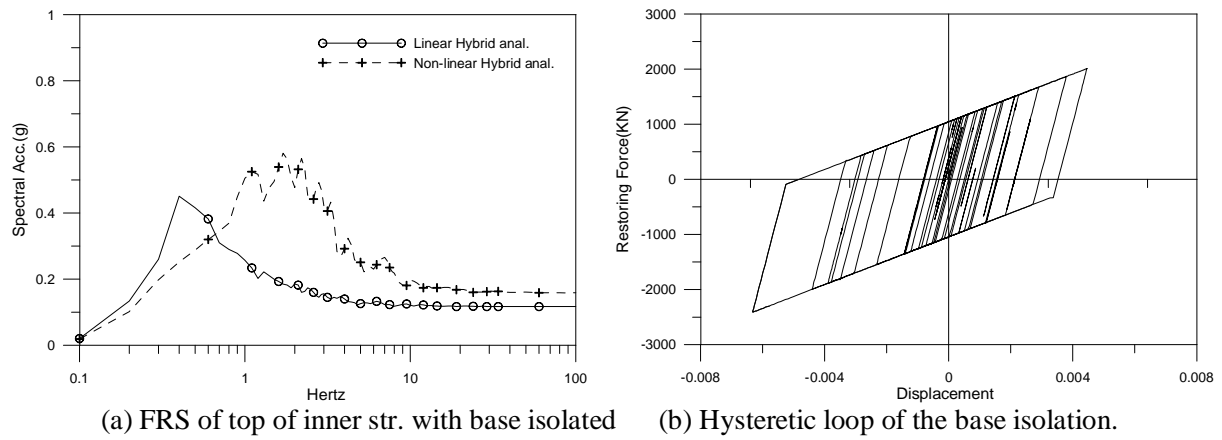 1
0.8
0.6
0.4
0.2
0
Spectral Acc.(g)
Linear Hybrid anal.
Non-linear Hybrid anal.
0.1 1 10 100
Hertz
3000
2000
1000
0
-1000
-2000
-3000
Restoring Force(KN)
-0.008 -0.004 0 0.004 0.008
Displacement
(a) FRS of top of inner str. with base isolated (b) Hysteretic loop of the base isolation.